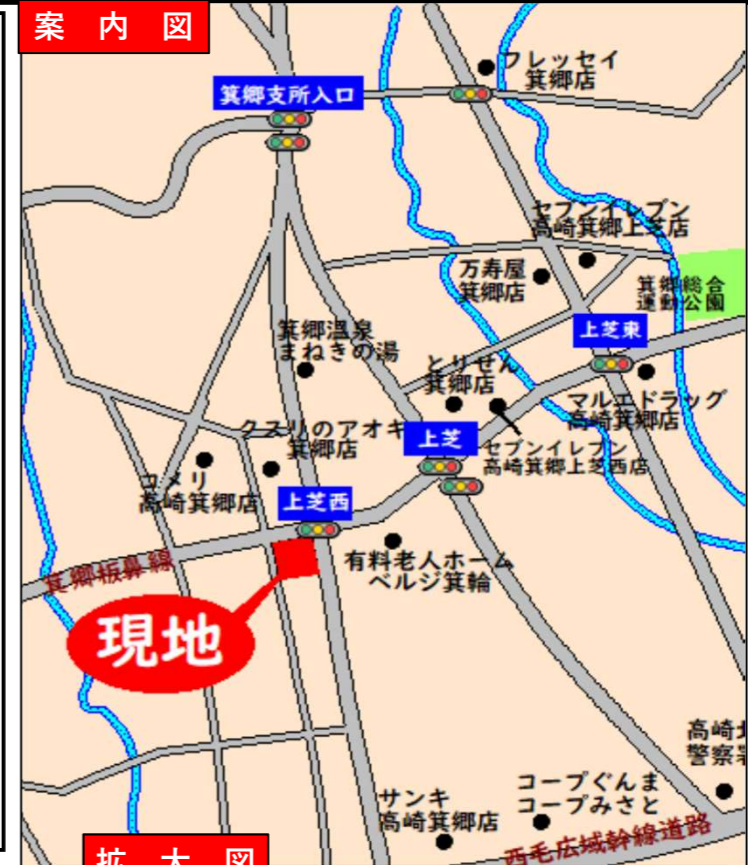 案内図
フレッセイ
箕郷店
箕郷支所入口
セブンイレブン
高崎箕郷上芝店
万寿屋
箕郷店
箕郷総合
運動公園
上芝東
箕郷温泉
まねきの湯
とりせん
箕郷店
マルエドラッグ
高崎箕郷店
クスリのアオキ
箕郷店
上芝
セブンイレブン
高崎箕郷上芝西店
コメリ
高崎箕郷店
上芝西
有料老人ホーム
ベルジ箕輪
箕郷板鼻線
現地
高崎北
警察署
コープぐんま
コープみさと
サンキ
高崎箕郷店
西毛広域幹線道路
拡大図